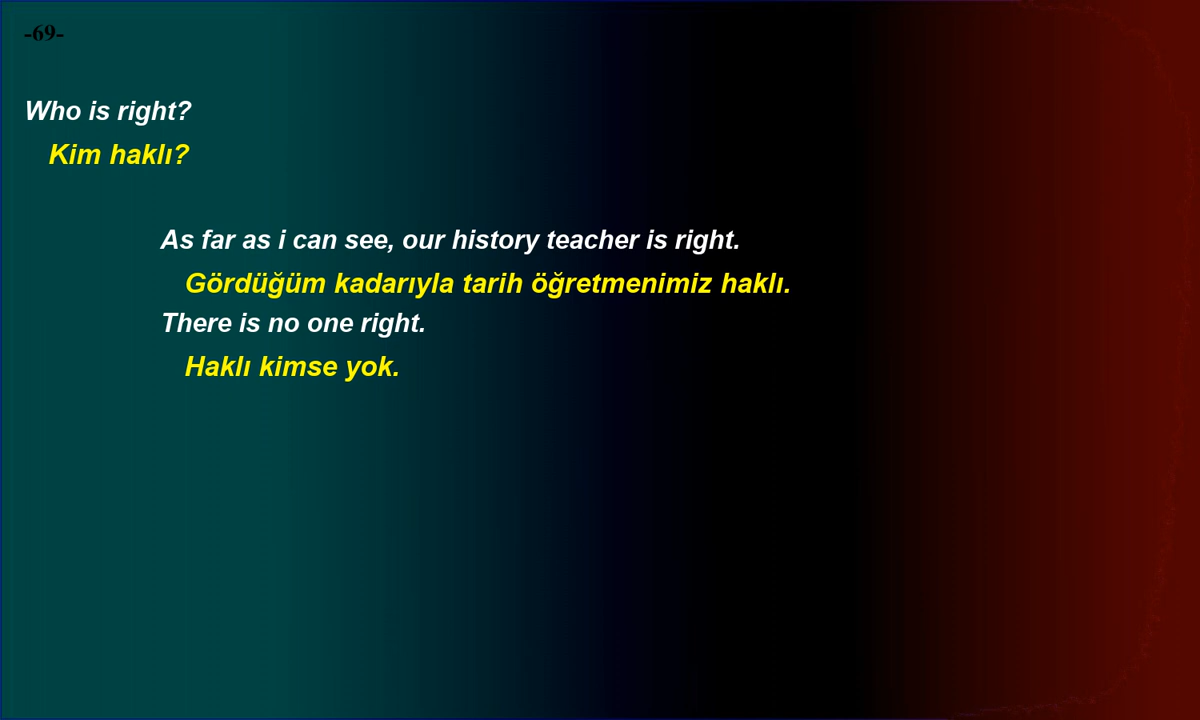 -69-
Who is right?
Kim haklı?
As far as i can see, our history teacher is right.
Gördüğüm kadarıyla tarih öğretmenimiz haklı.
There is no one right.
Haklı kimse yok.